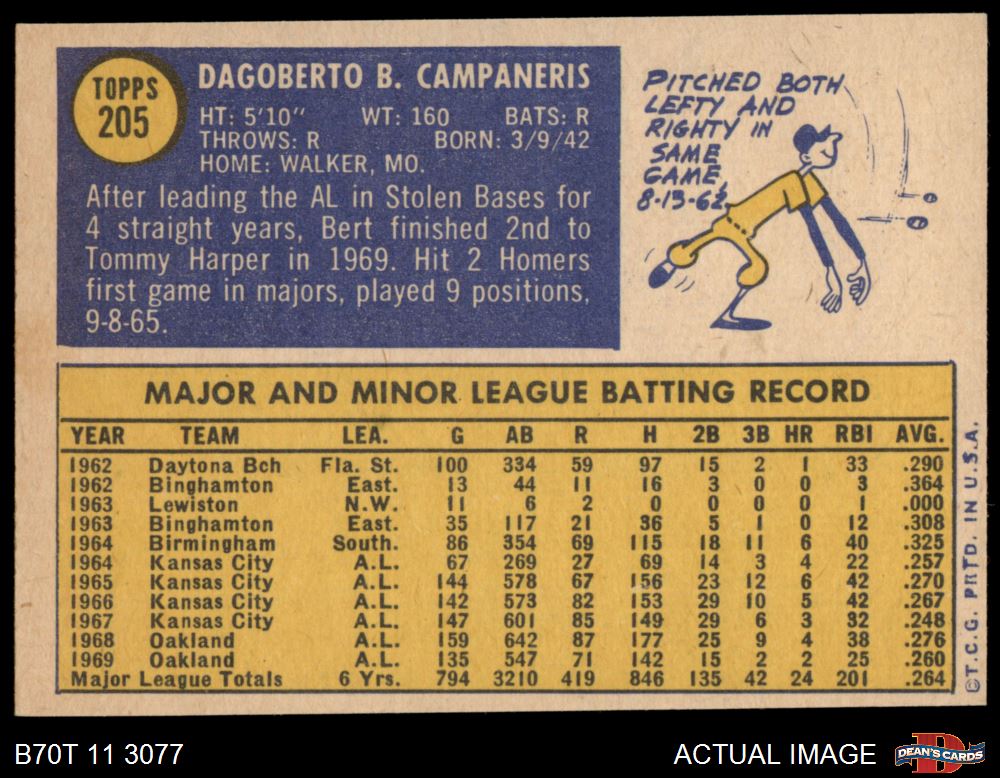 TOPPS
205
DAGOBERTO B. CAMPANERIS
HT: 5'10" WT: 160 BATS: R
THROWS: R BORN: 3/9/42
HOME: WALKER, MO.
After leading the AL in Stolen Bases for
4 straight years, Bert finished 2nd to
Tommy Harper in 1969. Hit 2 Homers
first game in majors, played 9 positions,
9-8-65.
PITCHED BOTH
LEFTY AND
RIGHTY IN
SAME
GAME,
8-13-62.
MAJOR AND MINOR LEAGUE BATTING RECORD
YEAR TEAM LEA. G AB R H 2B 3B HR RBI AVG.
1962 Daytona Bch Fla. St. 100 334 59 97 15 2 1 33 .290
1962 Binghamton East. 13 44 11 16 3 0 0 3 .364
1963 Lewiston N.W. 11 6 2 0 0 0 0 1 .000
1963 Binghamton East. 35 117 21 36 5 1 0 12 .308
1964 Birmingham South. 86 354 69 115 18 11 6 40 .325
1964 Kansas City A.L. 67 269 27 69 14 3 4 22 .257
1965 Kansas City A.L. 144 578 67 156 23 12 6 42 .270
1966 Kansas City A.L. 142 573 82 153 29 10 5 42 .267
1967 Kansas City A.L. 147 601 85 149 29 6 3 32 .248
1968 Oakland A.L. 159 642 87 177 25 9 4 38 .276
1969 Oakland A.L. 135 547 71 142 15 2 2 25 .260
Major League Totals 6 Yrs. 794 3210 419 846 135 42 24 201 .264
©T.C.G. PRTD. IN U.S.A.
B70T 11 3077
ACTUAL IMAGE
DEAN'S CARDS